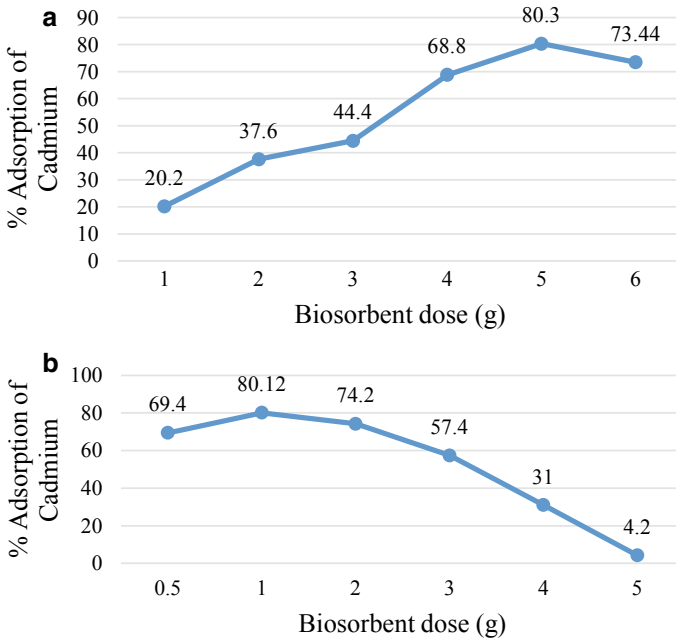 a
% Adsorption of
Cadmium
90
80
70
60
50
40
30
20
10
0
20.2
37.6
44.4
68.8
80.3
73.44
1 2 3 4 5 6
Biosorbent dose (g)
b
% Adsorption of
Cadmium
100
80
60
40
20
0
69.4
80.12
74.2
57.4
31
4.2
0.5 1 2 3 4 5
Biosorbent dose (g)